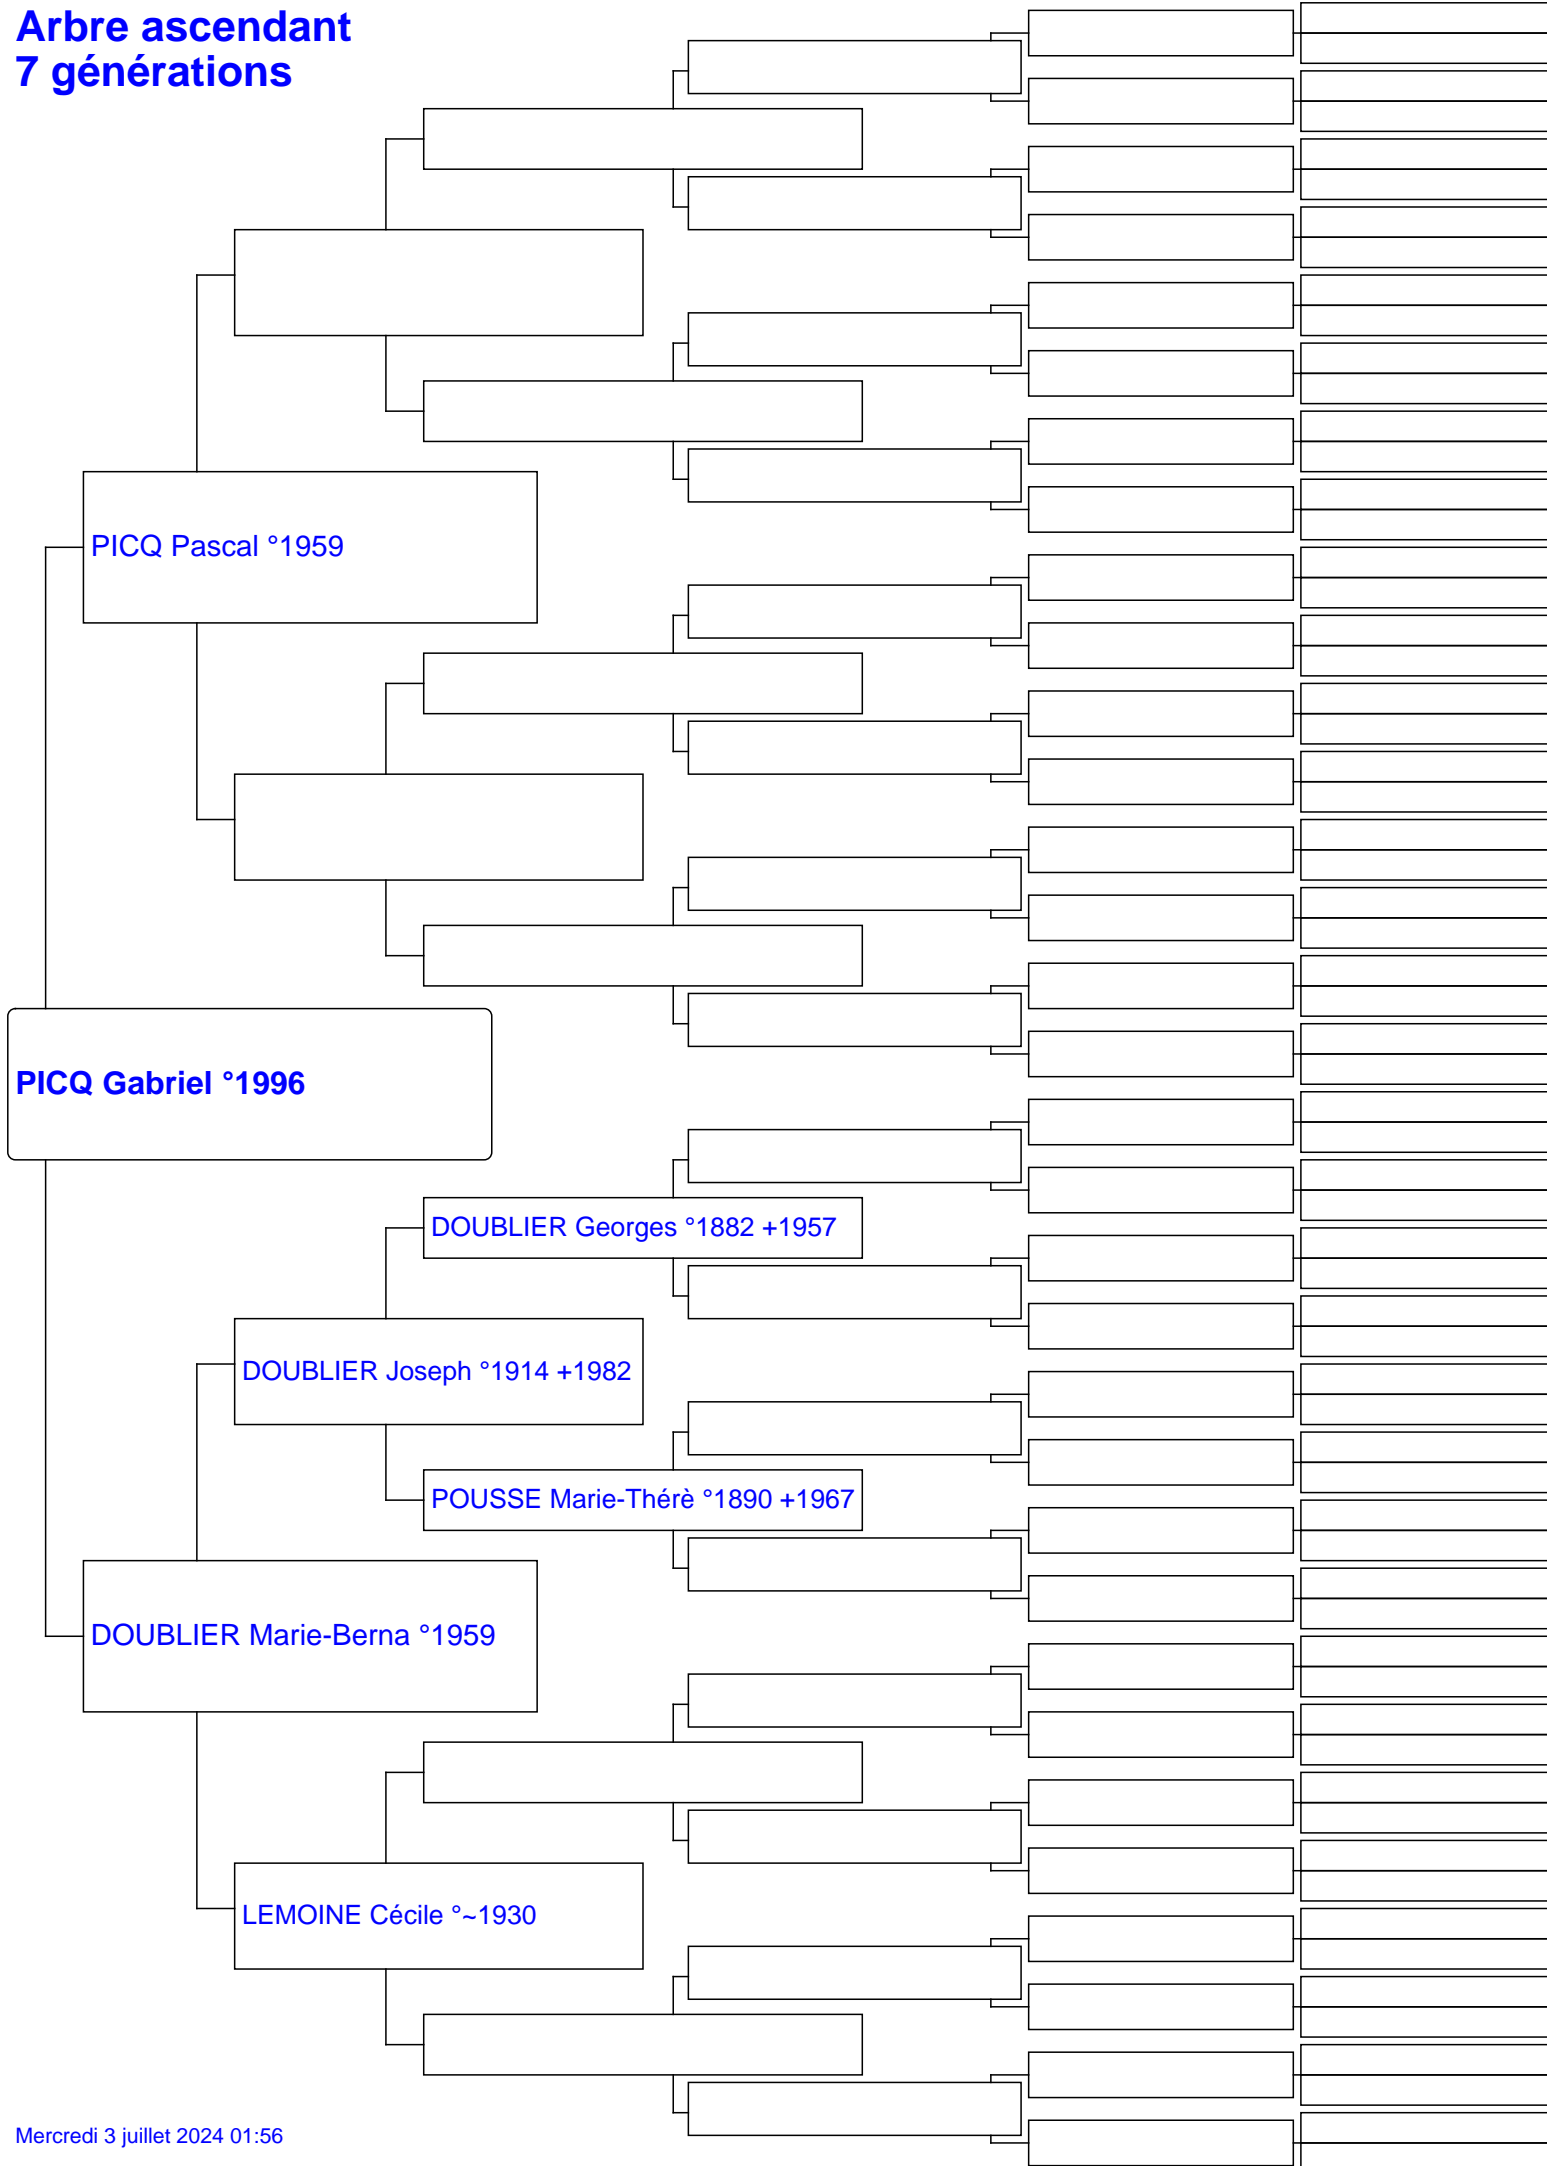 Arbre ascendant
7 générations
PICQ Pascal °1959
PICQ Gabriel °1996
DOUBLIER Georges °1882 +1957
DOUBLIER Joseph °1914 +1982
POUSSE Marie-Thérè °1890 +1967
DOUBLIER Marie-Berna °1959
LEMOINE Cécile °~1930
Mercredi 3 juillet 2024 01:56